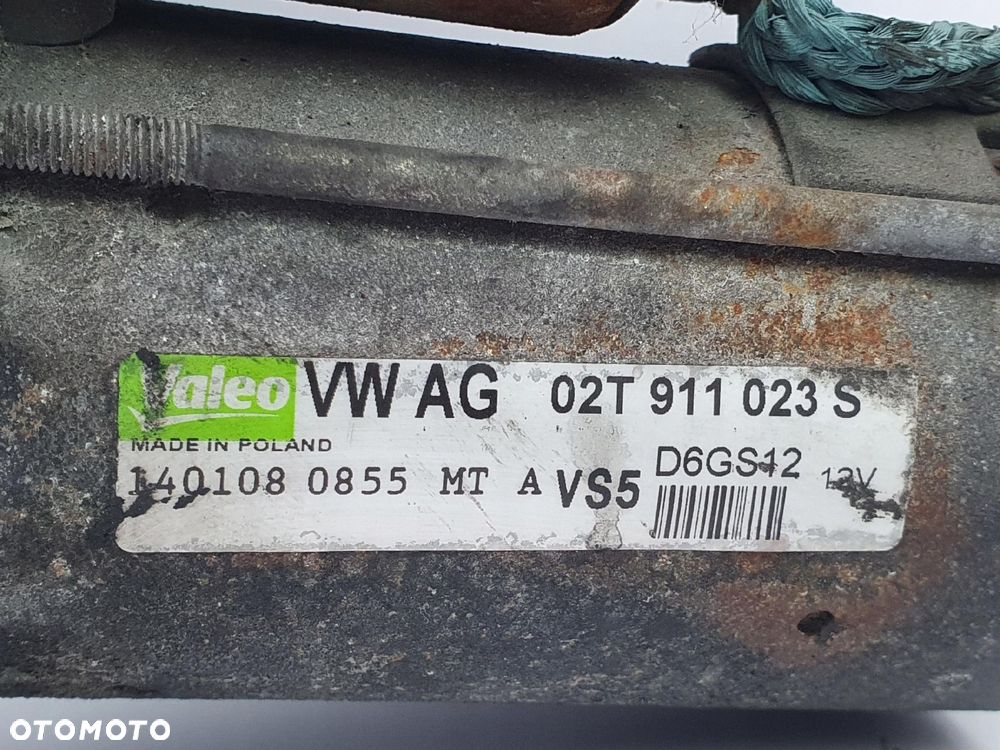 Valeo VW AG 02T 911 023 S
MADE IN POLAND
140108 0855 MT A VS5 D6GS12 12V
OTOMOTO